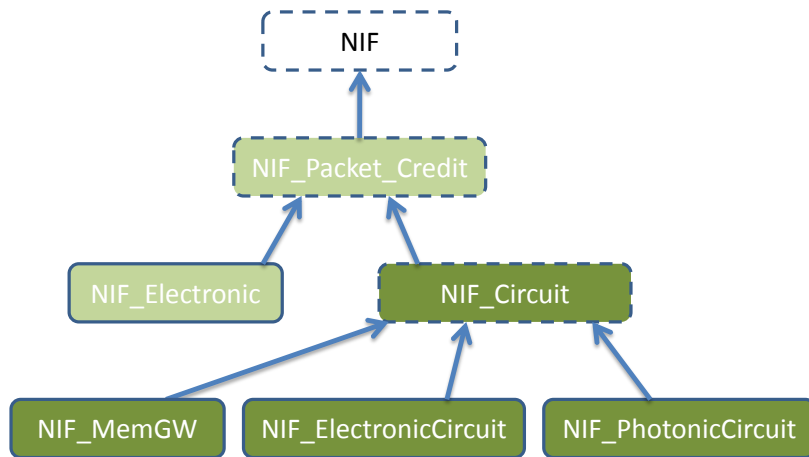 NIF
NIF_Packet_Credit
NIF_Electronic
NIF_Circuit
NIF_MemGW
NIF_ElectronicCircuit
NIF_PhotonicCircuit